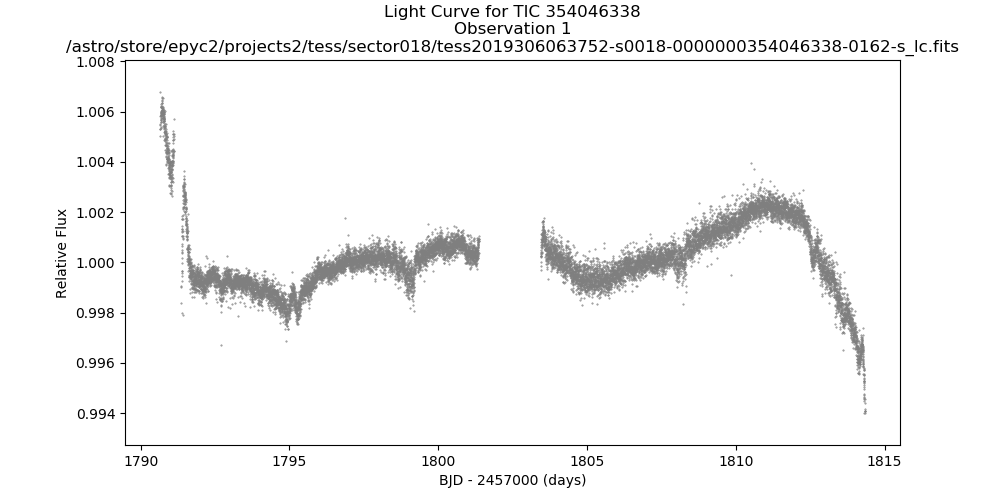 Light Curve for TIC 354046338
Observation 1
/astro/store/epyc2/projects2/tess/sector018/tess2019306063752-s0018-0000000354046338-0162-s_lc.fits
1.008
1.006
1.004
1.002
1.000
0.998
0.996
0.994
Relative Flux
1790
1795
1800
1805
1810
1815
BJD - 2457000 (days)